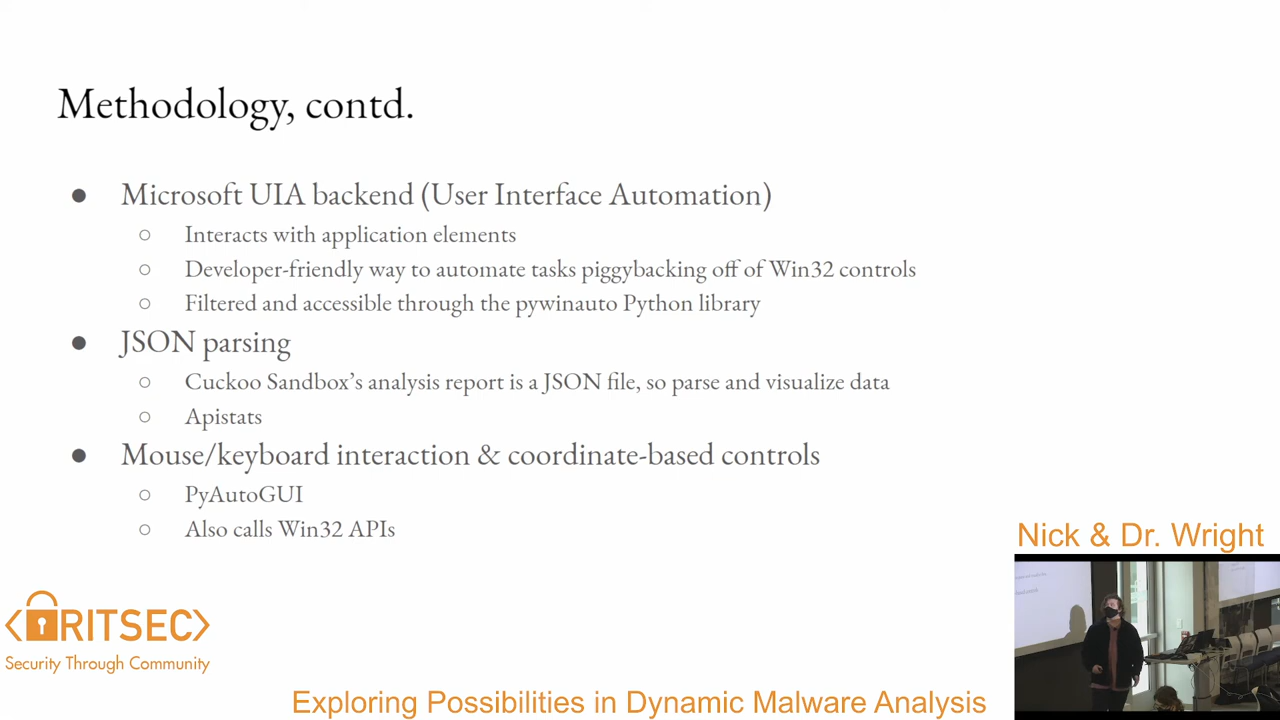 Methodology, contd.
● Microsoft UIA backend (User Interface Automation)
○ Interacts with application elements
○ Developer-friendly way to automate tasks piggybacking off of Win32 controls
○ Filtered and accessible through the pywinauto Python library
● JSON parsing
○ Cuckoo Sandbox’s analysis report is a JSON file, so parse and visualize data
○ Apistats
● Mouse/keyboard interaction & coordinate-based controls
○ PyAutoGUI
○ Also calls Win32 APIs
Nick & Dr. Wright
<RITSEC>
Security Through Community
Exploring Possibilities in Dynamic Malware Analysis